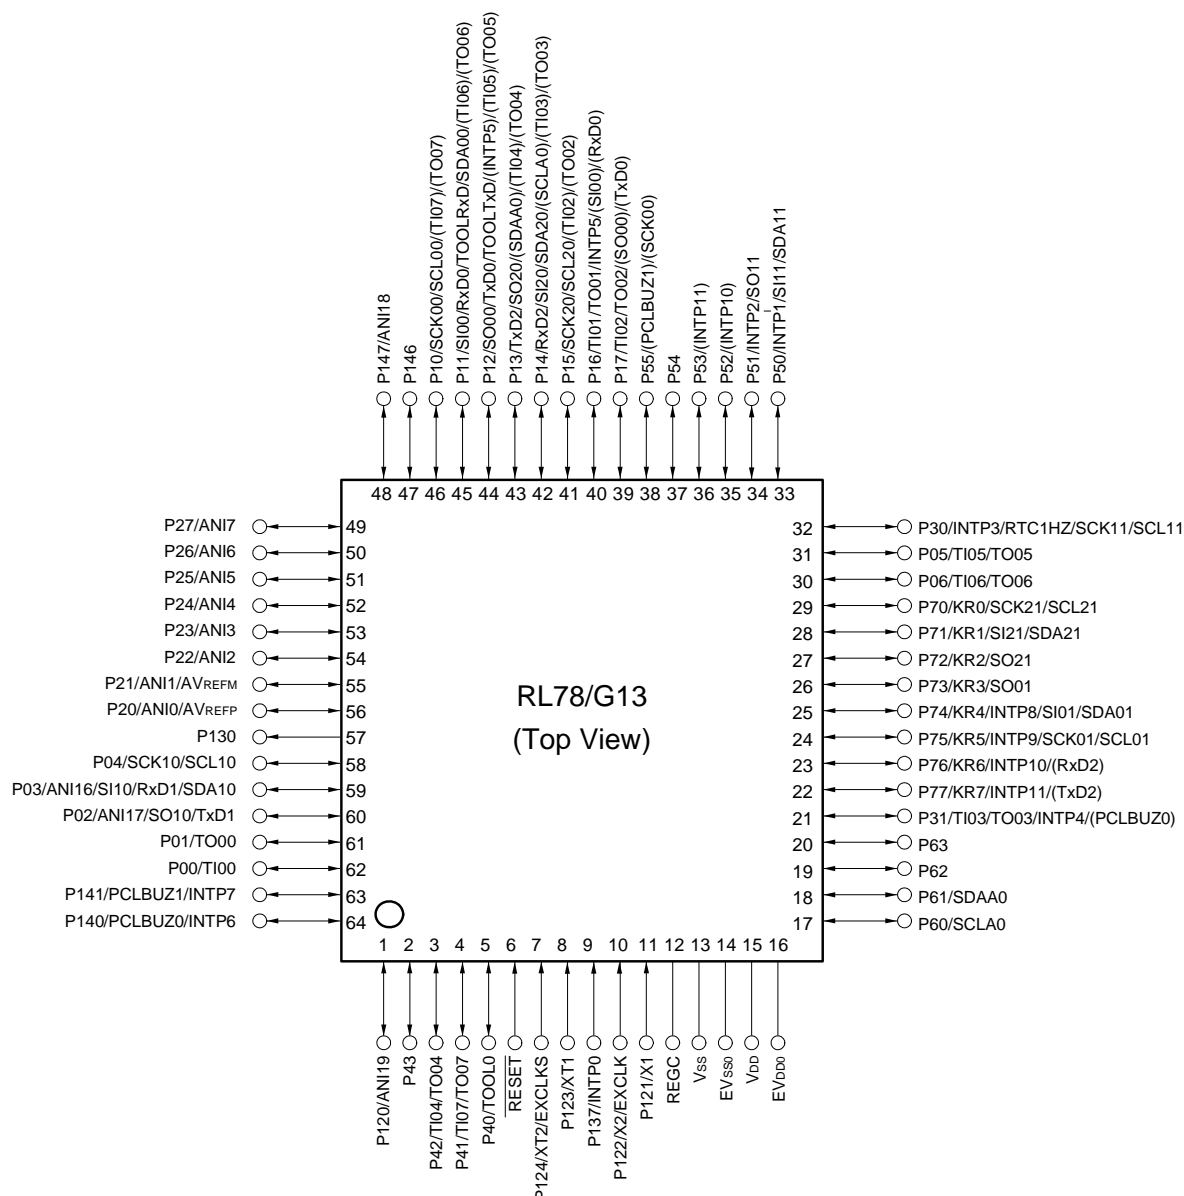 P147/ANI18
P146
P10/SCK00/SCL00/(TI07)/(TO07)
P11/SI00/RxD0/TOOLRxD/SDA00/(TI06)/(TO06)
P12/SO00/TxD0/TOOLTxD/(INTP5)/(TI05)/(TO05)
P13/TxD2/SO20/(SDAA0)/(TI04)/(TO04)
P14/RxD2/SI20/SDA20/(SCLA0)/(TI03)/(TO03)
P15/SCK20/SCL20/(TI02)/(TO02)
P16/TI01/TO01/INTP5/(SI00)/(RxD0)
P17/TI02/TO02/(SO00)/(TxD0)
P55/(PCLBUZ1)/(SCK00)
P54
P53/(INTP11)
P52/(INTP10)
P51/INTP2/SO11
P50/INTP1/SI11/SDA11
48 47 46 45 44 43 42 41 40 39 38 37 36 35 34 33
P27/ANI7 49
P26/ANI6 50
P25/ANI5 51
P24/ANI4 52
P23/ANI3 53
P22/ANI2 54
P21/ANI1/AVREFM 55
P20/ANI0/AVREFP 56
P130 57
P04/SCK10/SCL10 58
P03/ANI16/SI10/RxD1/SDA10 59
P02/ANI17/SO10/TxD1 60
P01/TO00 61
P00/TI00 62
P141/PCLBUZ1/INTP7 63
P140/PCLBUZ0/INTP6 64
RL78/G13
(Top View)
32 P30/INTP3/RTC1HZ/SCK11/SCL11
31 P05/TI05/TO05
30 P06/TI06/TO06
29 P70/KR0/SCK21/SCL21
28 P71/KR1/SI21/SDA21
27 P72/KR2/SO21
26 P73/KR3/SO01
25 P74/KR4/INTP8/SI01/SDA01
24 P75/KR5/INTP9/SCK01/SCL01
23 P76/KR6/INTP10/(RxD2)
22 P77/KR7/INTP11/(TxD2)
21 P31/TI03/TO03/INTP4/(PCLBUZ0)
20 P63
19 P62
18 P61/SDAA0
17 P60/SCLA0
1 2 3 4 5 6 7 8 9 10 11 12 13 14 15 16
P120/ANI19
P43
P42/TI04/TO04
P41/TI07/TO07
P40/TOOL0
RESET
P124/XT2/EXCLKS
P123/XT1
P137/INTP0
P122/X2/EXCLK
P121/X1
REGC
VSS
EVSS0
VDD
EVDD0